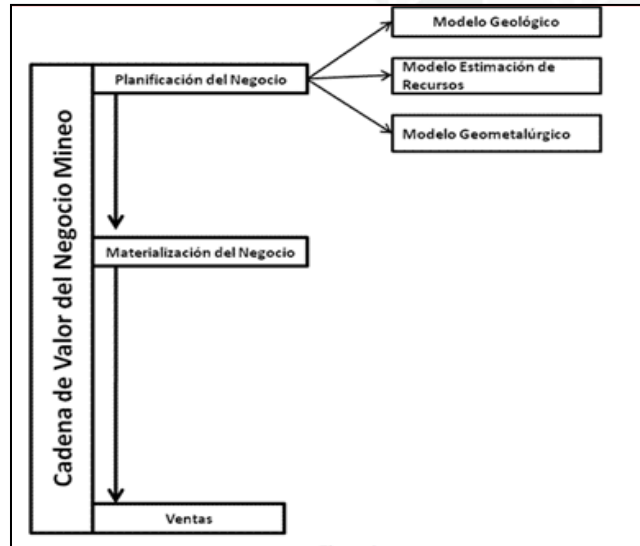 Modelo Geológico
Planificación del Negocio
Modelo Estimación de
Recursos
Modelo Geometalúrgico
Cadena de Valor del Negocio Mineo
Materialización del Negocio
Ventas